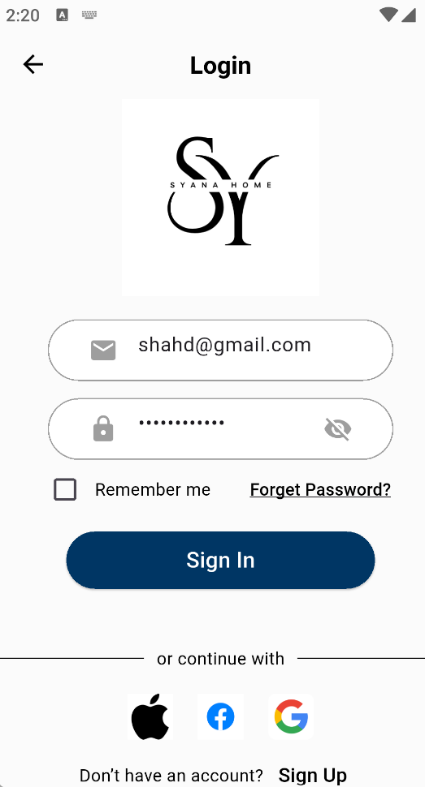 2:20
Login
SY
SYANA HOME
shahd@gmail.com
••••••••••••
Remember me Forget Password?
Sign In
or continue with
Don't have an account? Sign Up